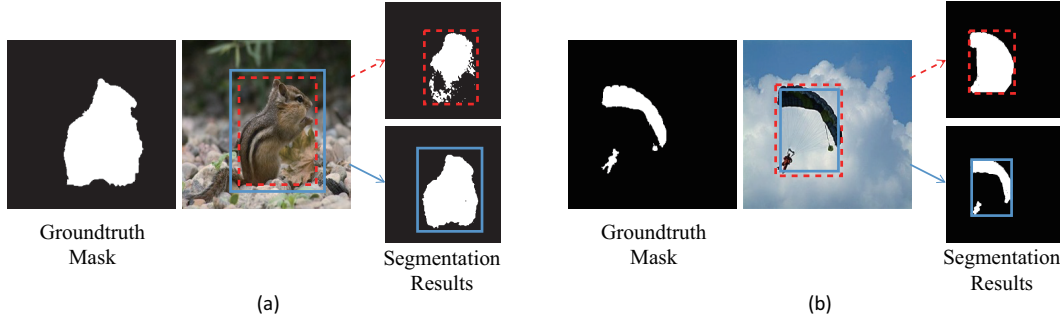 Groundtruth
Mask
Segmentation
Results
(a)
Groundtruth
Mask
Segmentation
Results
(b)